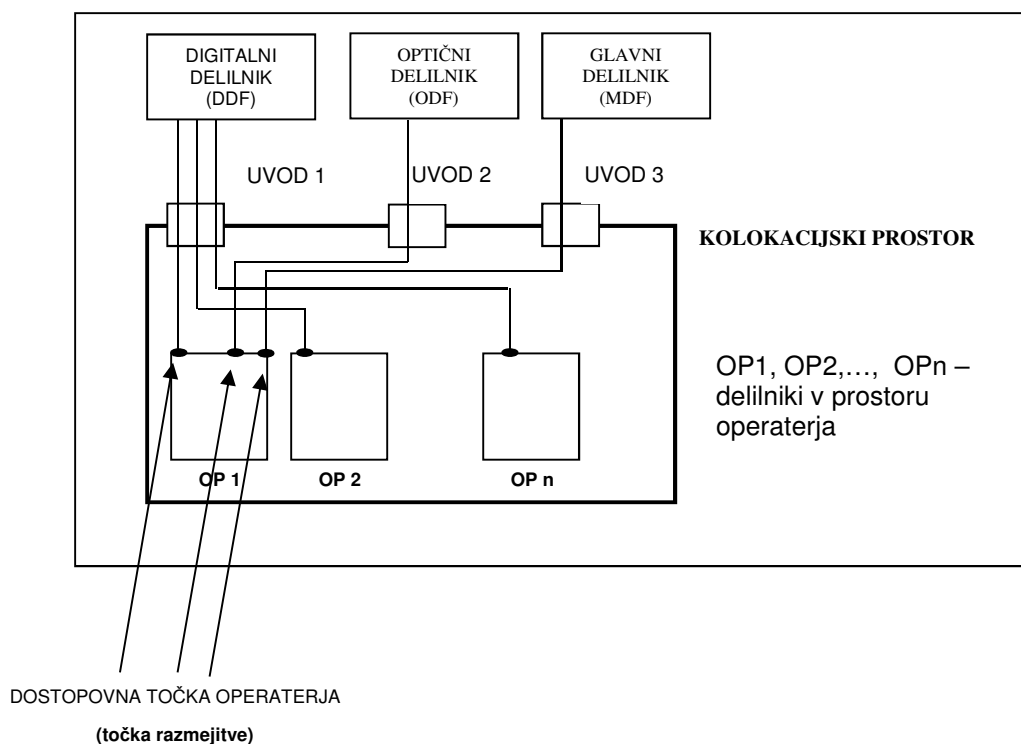 DIGITALNI
DELILNIK
(DDF)
OPTIČNI
DELILNIK
(ODF)
GLAVNI
DELILNIK
(MDF)
UVOD 1
UVOD 2
UVOD 3
KOLOKACIJSKI PROSTOR
OP1, OP2,…, OPn –
delilniki v prostoru
operaterja
OP 1
OP 2
OP n
DOSTOPOVNA TOČKA OPERATERJA
(točka razmejitve)